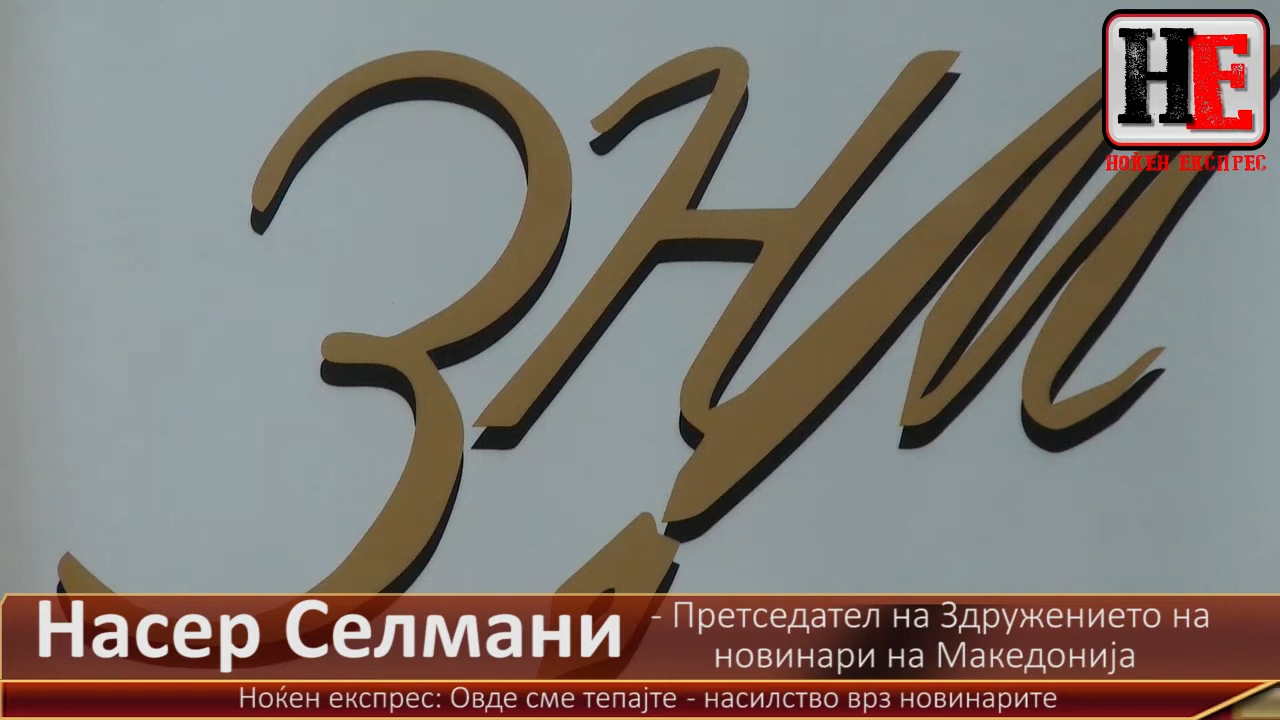 ЗНМ
НЕ
НОЌЕН ЕКСПРЕС
Насер Селмани
- Претседател на Здружението на
новинари на Македонија
Ноќен експрес: Овде сме тепајте - насилство врз новинарите